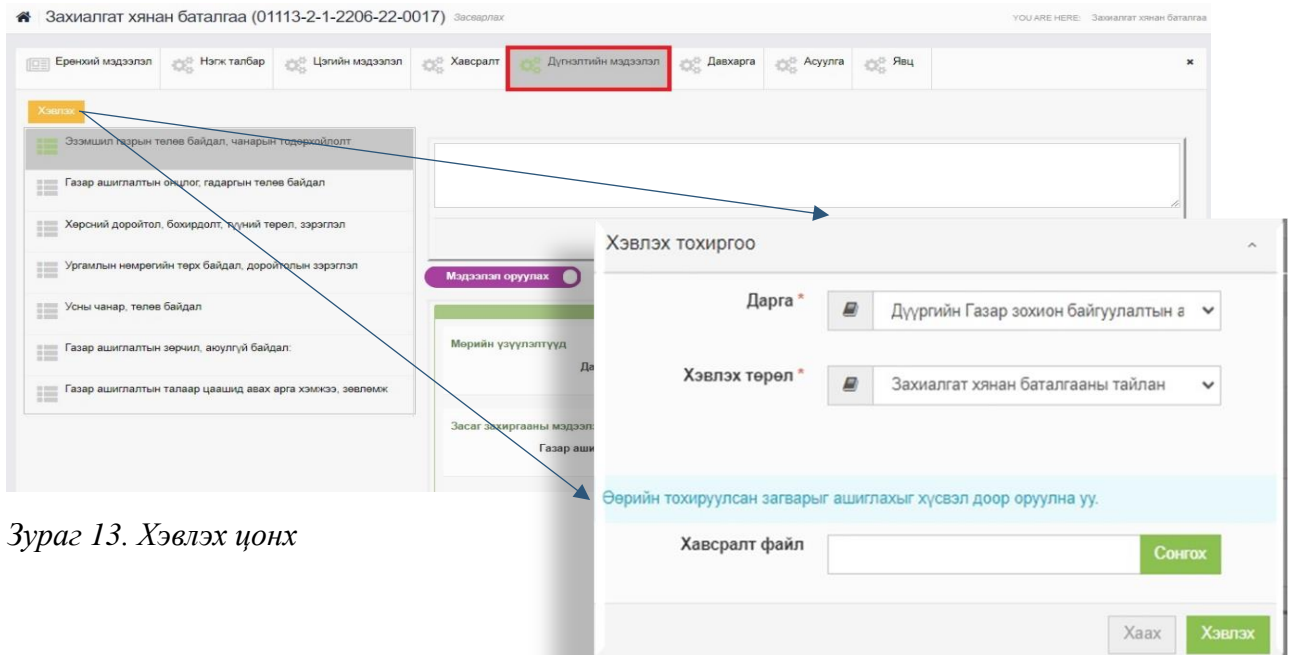 Захиалгат хянан баталгаа (01113-2-1-2206-22-0017) Засварлах
YOU ARE HERE: Захиалгат хянан баталгаа
Ерөнхий мэдээлэл Нэгж талбар Цэгийн мэдээлэл Хавсралт Дүгнэлтийн мэдээлэл Давхарга Асуулга Явц
Хэвлэх
Эзэмшил газрын төлөв байдал, чанарын тодорхойлолт
Газар ашиглалтын онцлог, гадаргын төлөв байдал
Хөрсний доройтол, бохирдолт, түүний төрөл, зэрэглэл
Ургамлын нөмрөгийн төрх байдал, доройтолын зэрэглэл
Усны чанар, төлөв байдал
Газар ашиглалтын зөрчил, аюулгүй байдал:
Газар ашиглалтын талаар цаашид авах арга хэмжээ, зөвлөмж
Мэдээлэл оруулах
Мөрийн үзүүлэлтүүд
Да
Засаг захиргааны мэдээл
Газар аши
Хэвлэх тохиргоо
Дарга * Дүүргийн Газар зохион байгуулалтын а
Хэвлэх төрөл * Захиалгат хянан баталгааны тайлан
Өөрийн тохируулсан загварыг ашиглахыг хүсвэл доор оруулна уу.
Хавсралт файл Сонгох
Хаах Хэвлэх
Зураг 13. Хэвлэх цонх